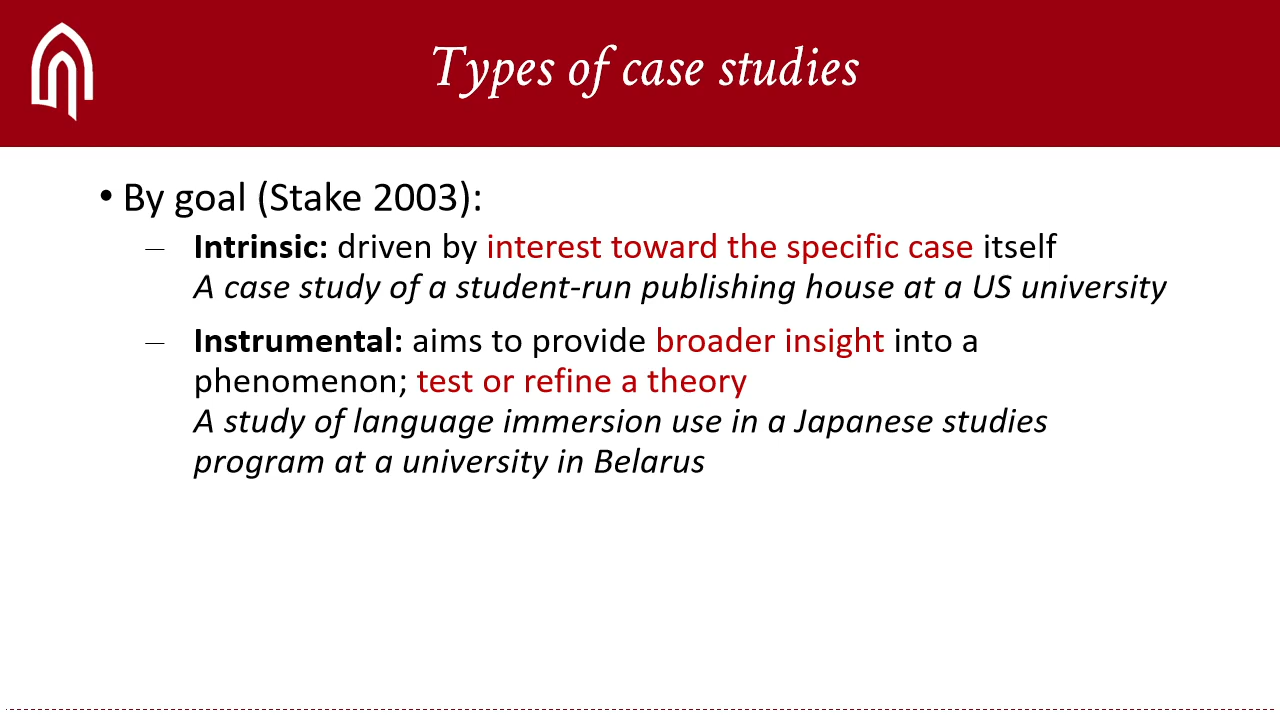 Types of case studies
• By goal (Stake 2003):
– Intrinsic: driven by interest toward the specific case itself
A case study of a student-run publishing house at a US university
– Instrumental: aims to provide broader insight into a
phenomenon; test or refine a theory
A study of language immersion use in a Japanese studies
program at a university in Belarus